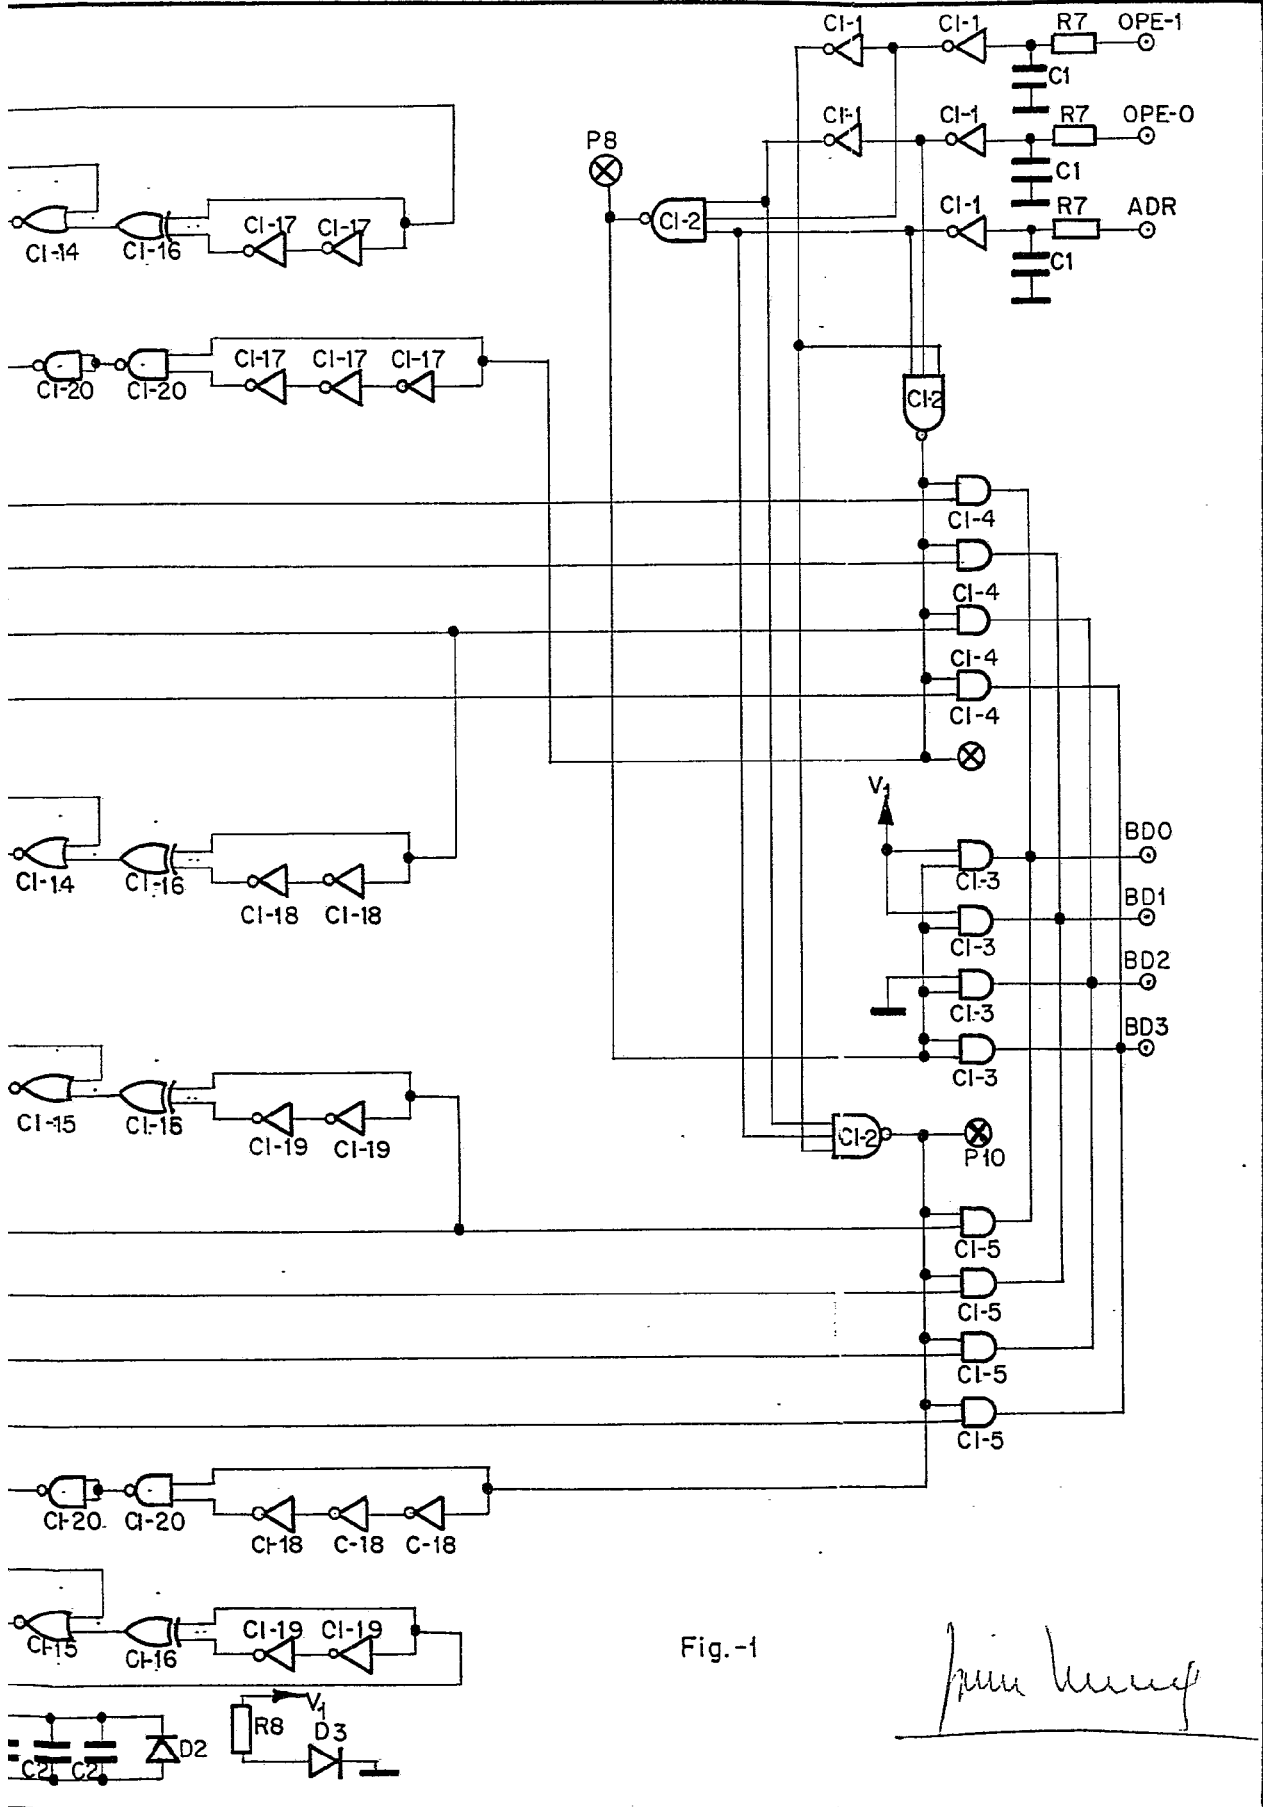 CI-1 CI-1 R7 OPE-1
C1
P8 CI-1 CI-1 R7 OPE-0
C1
CI-17 CI-17 CI-2 CI-1 R7 ADR
CI-14 CI-16 C1
CI-17 CI-17 CI-17
CI-20 CI-20 CI-2
CI-4
CI-4
CI-4
CI-4
V1
BD0
CI-14 CI-16 CI-3
BD1
CI-18 CI-18
CI-3
BD2
CI-3
BD3
CI-3
CI-15 CI-16
CI-19 CI-19 CI-2
P10
CI-5
CI-5
CI-5
CI-5
CI-20 CI-20
CI-18 C-18 C-18
CI-19 CI-19
CI-15 CI-16 Fig.-1
V1
R8 D3
D2
C2 C2